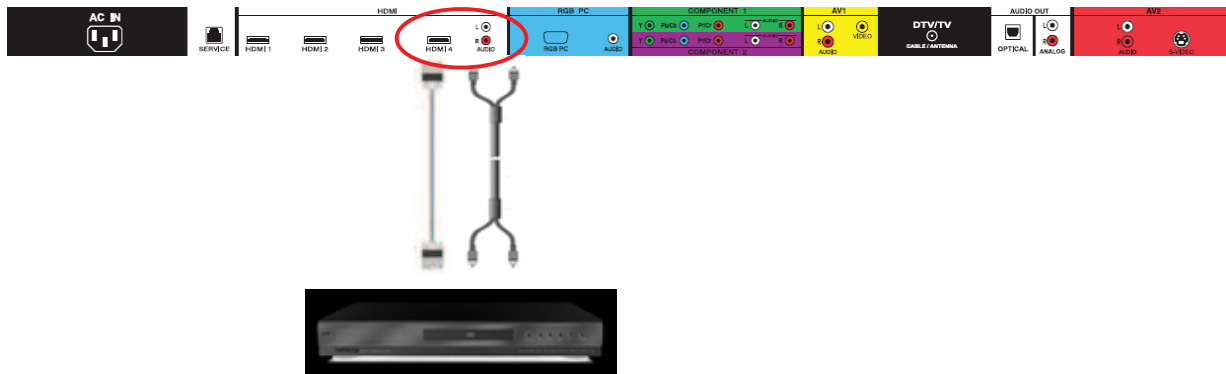 AC IN
SERVICE
HDMI
HDMI 1
HDMI 2
HDMI 3
HDMI 4
L
R
AUDIO
RGB PC
RGB PC
AUDIO
COMPONENT 1
Y Pb/Cb Pr/Cr L AUDIO R
Y Pb/Cb Pr/Cr L AUDIO R
COMPONENT 2
AV1
L
R
AUDIO
VIDEO
DTV/TV
CABLE / ANTENNA
AUDIO OUT
OPTICAL
L
R
ANALOG
AV2
L
R
AUDIO
S-VIDEO